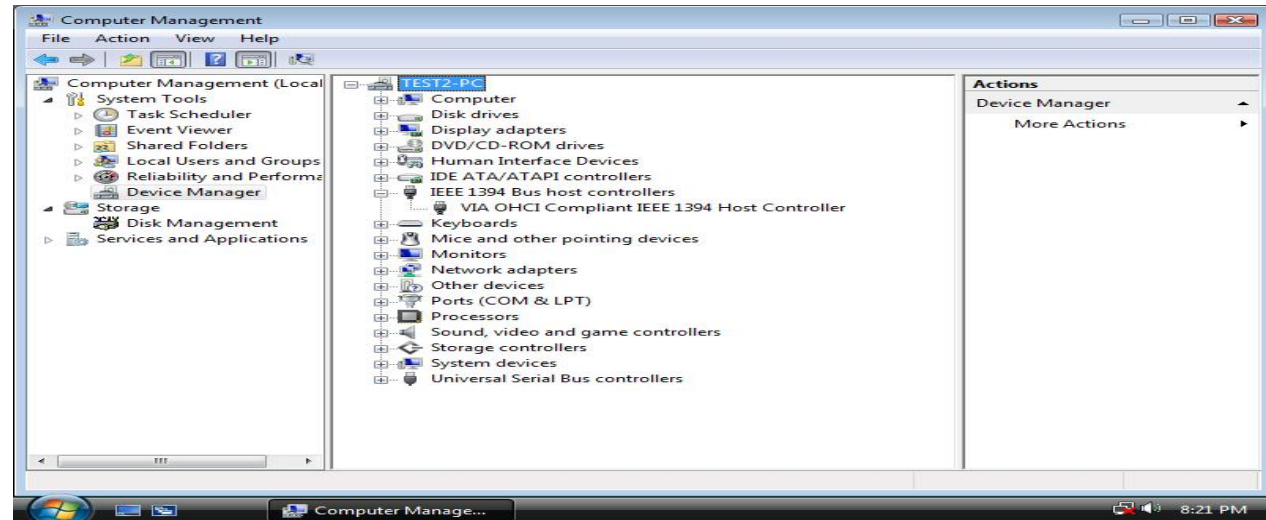 Computer Management
File Action View Help
Computer Management (Local
System Tools
Task Scheduler
Event Viewer
Shared Folders
Local Users and Groups
Reliability and Performa
Device Manager
Storage
Disk Management
Services and Applications
TEST2-PC
Computer
Disk drives
Display adapters
DVD/CD-ROM drives
Human Interface Devices
IDE ATA/ATAPI controllers
IEEE 1394 Bus host controllers
VIA OHCI Compliant IEEE 1394 Host Controller
Keyboards
Mice and other pointing devices
Monitors
Network adapters
Other devices
Ports (COM & LPT)
Processors
Sound, video and game controllers
Storage controllers
System devices
Universal Serial Bus controllers
Actions
Device Manager
More Actions
Computer Manage...
8:21 PM